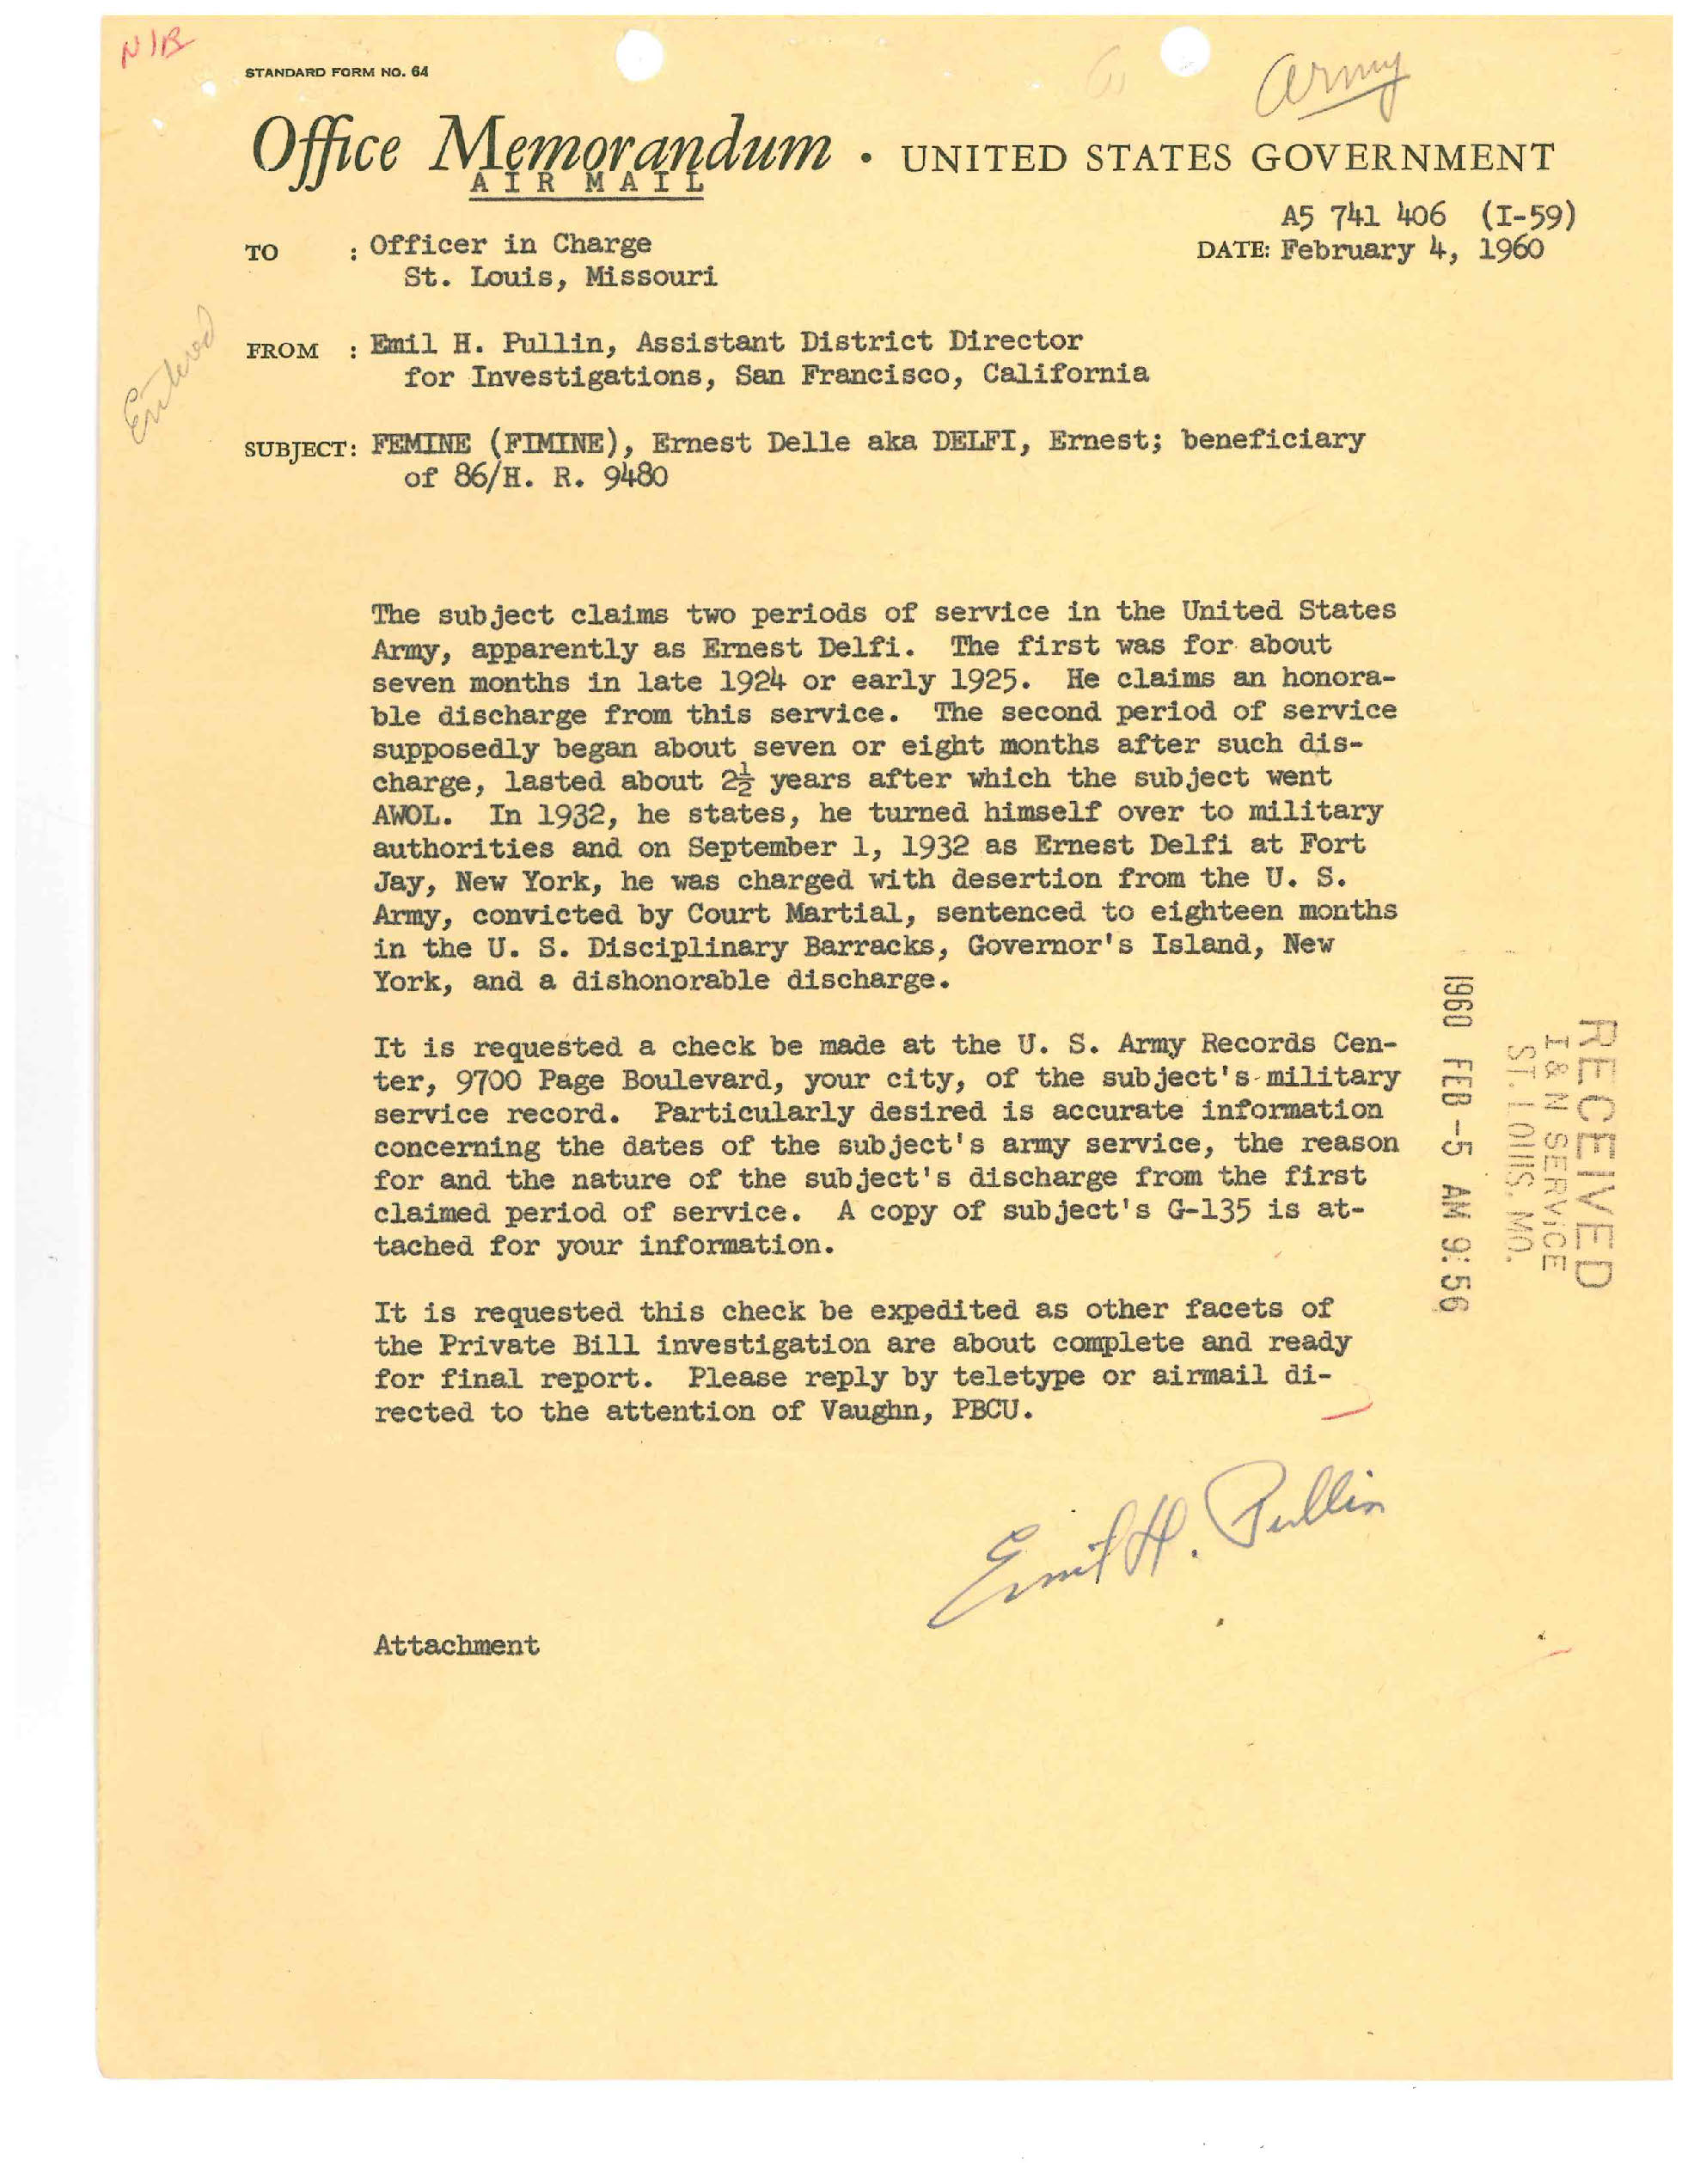 N/R
STANDARD FORM NO. 64
army
Office Memorandum • UNITED STATES GOVERNMENT
AIR MAIL
A5 741 406 (I-59)
TO : Officer in Charge
DATE: February 4, 1960
St. Louis, Missouri
Entered
FROM : Emil H. Pullin, Assistant District Director
for Investigations, San Francisco, California
SUBJECT: FEMINE (FIMINE), Ernest Delle aka DELFI, Ernest; beneficiary
of 86/H. R. 9480
The subject claims two periods of service in the United States
Army, apparently as Ernest Delfi. The first was for about
seven months in late 1924 or early 1925. He claims an honora-
ble discharge from this service. The second period of service
supposedly began about seven or eight months after such dis-
charge, lasted about 2½ years after which the subject went
AWOL. In 1932, he states, he turned himself over to military
authorities and on September 1, 1932 as Ernest Delfi at Fort
Jay, New York, he was charged with desertion from the U. S.
Army, convicted by Court Martial, sentenced to eighteen months
in the U. S. Disciplinary Barracks, Governor's Island, New
York, and a dishonorable discharge.
It is requested a check be made at the U. S. Army Records Cen-
ter, 9700 Page Boulevard, your city, of the subject's military
service record. Particularly desired is accurate information
concerning the dates of the subject's army service, the reason
for and the nature of the subject's discharge from the first
claimed period of service. A copy of subject's G-135 is at-
tached for your information.
It is requested this check be expedited as other facets of
the Private Bill investigation are about complete and ready
for final report. Please reply by teletype or airmail di-
rected to the attention of Vaughn, PBCU.
RECEIVED
I & N SERVICE
ST. LOUIS, MO.
1960 FEB -5 AM 9:56
Emil H. Pullin
Attachment